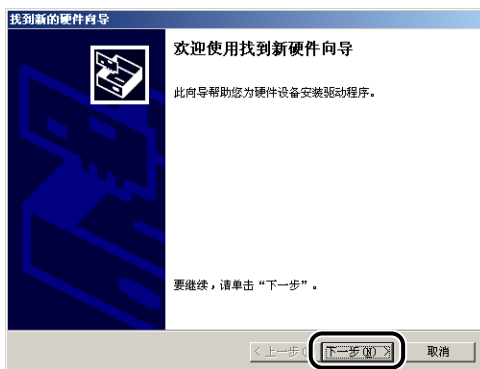 找到新的硬件向导
欢迎使用找到新硬件向导
此向导帮助您为硬件设备安装驱动程序。
要继续，请单击“下一步”。
<上一步(
下一步(N) >
取消